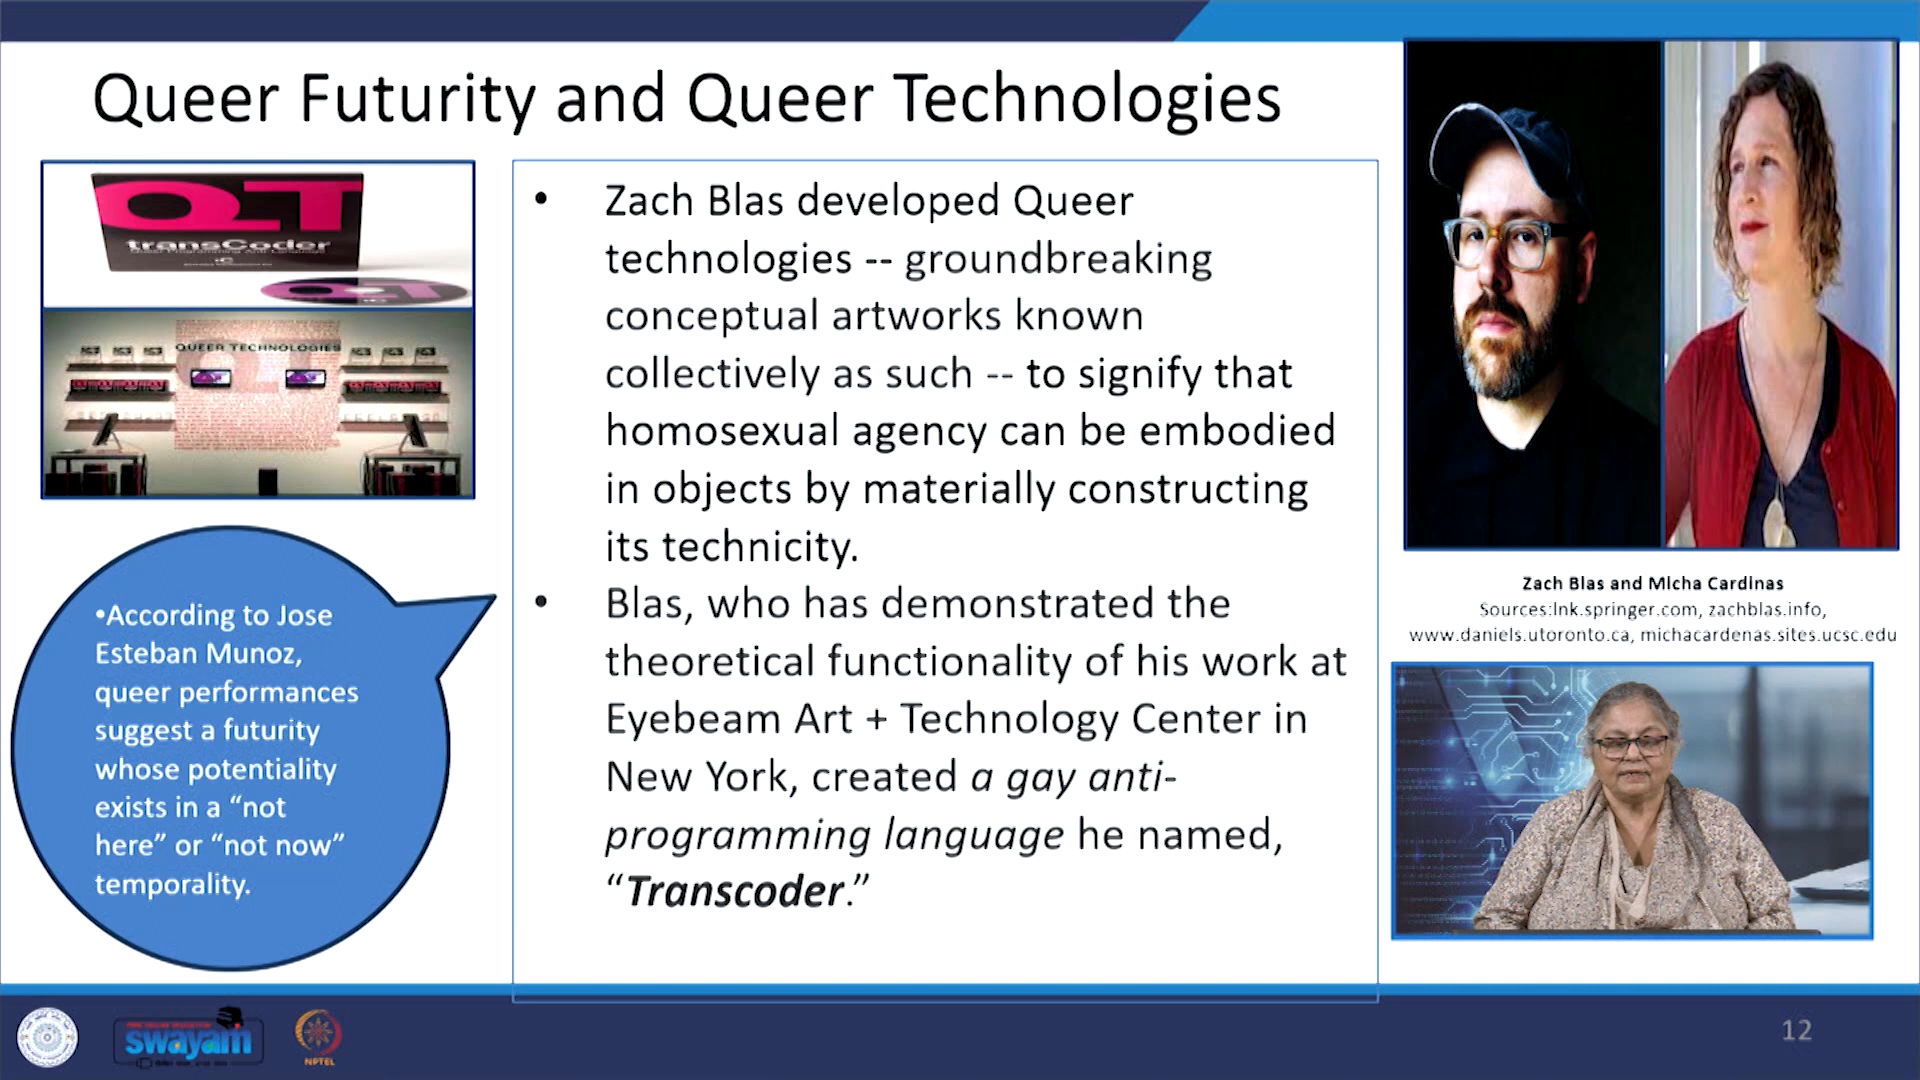 Queer Futurity and Queer Technologies
QT
transCoder
QT
QUEER TECHNOLOGIES
•According to Jose
Esteban Munoz,
queer performances
suggest a futurity
whose potentiality
exists in a “not
here” or “not now”
temporality.
• Zach Blas developed Queer
technologies -- groundbreaking
conceptual artworks known
collectively as such -- to signify that
homosexual agency can be embodied
in objects by materially constructing
its technicity.
• Blas, who has demonstrated the
theoretical functionality of his work at
Eyebeam Art + Technology Center in
New York, created a gay anti-
programming language he named,
“Transcoder.”
Zach Blas and Micha Cardinas
Sources:lnk.springer.com, zachblas.info,
www.daniels.utoronto.ca, michacardenas.sites.ucsc.edu
swayam
NPTEL
12